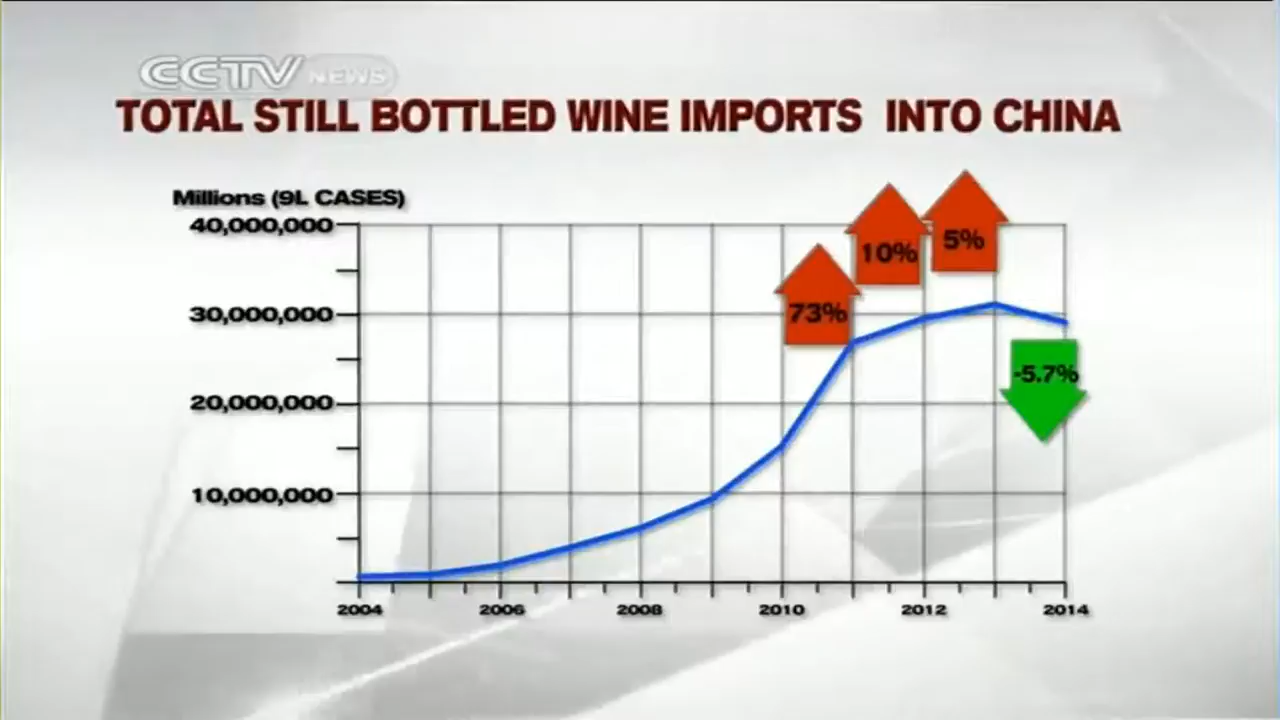 CCTV NEWS
TOTAL STILL BOTTLED WINE IMPORTS INTO CHINA
Millions (9L CASES)
40,000,000
30,000,000
20,000,000
10,000,000
73%
10%
5%
-5.7%
2004 2006 2008 2010 2012 2014